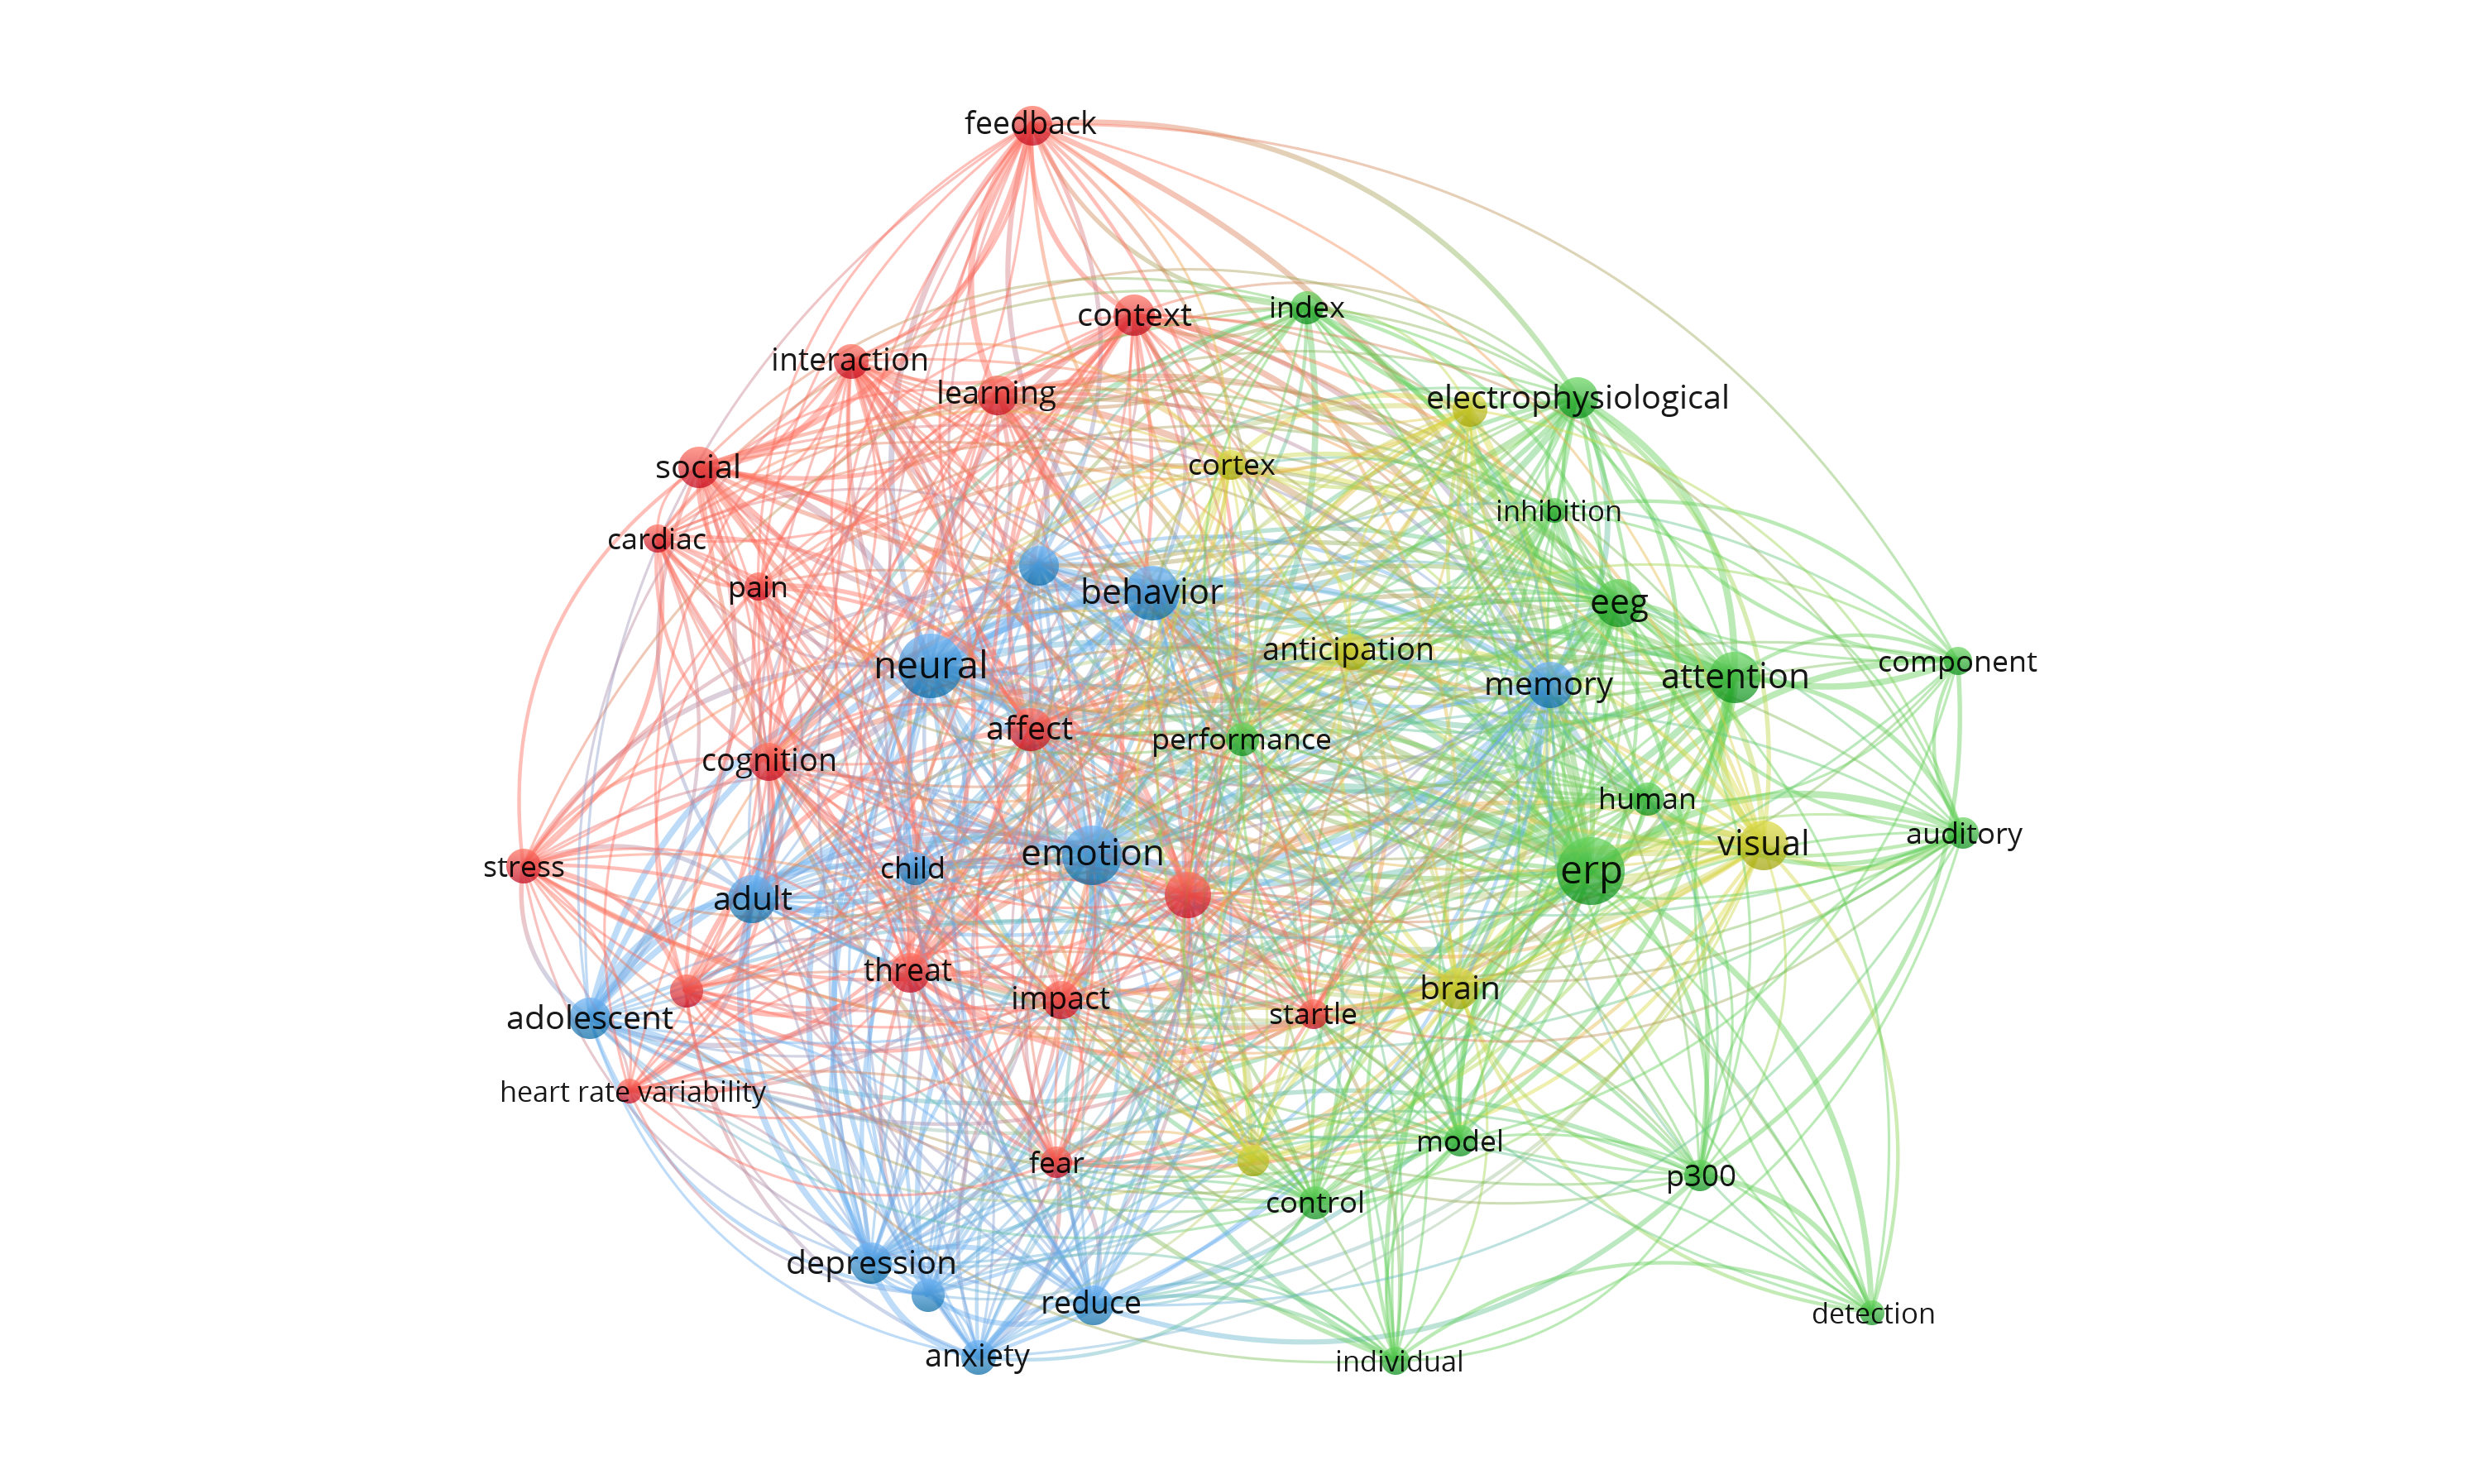 feedback
index
context
interaction
learning
electrophysiological
social
cortex
inhibition
cardiac
pain
behavior
eeg
anticipation
neural
component
attention
memory
affect
performance
cognition
human
auditory
visual
emotion
stress
child
erp
adult
threat
brain
impact
startle
adolescent
heart rate variability
model
fear
p300
control
depression
reduce
detection
anxiety
individual